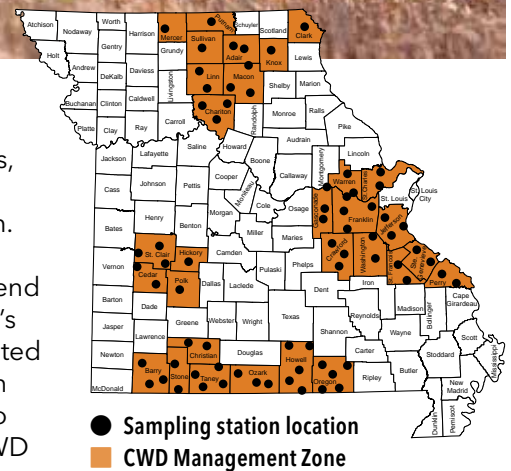 s,
n.
end
's
ted
n
o
WD
Atchison
Nodaway
Worth
Harrison
Mercer
Putnam
Schuyler
Scotland
Clark
Holt
Andrew
Gentry
DeKalb
Daviess
Grundy
Sullivan
Adair
Knox
Lewis
Buchanan
Clinton
Caldwell
Livingston
Linn
Macon
Shelby
Marion
Platte
Clay
Ray
Carroll
Chariton
Randolph
Monroe
Ralls
Pike
Audrain
Jackson
Lafayette
Saline
Howard
Boone
Callaway
Montgomery
Lincoln
Warren
St. Charles
St. Louis
St. Louis
City
Cass
Johnson
Pettis
Cooper
Moniteau
Cole
Osage
Gasconade
Franklin
Jefferson
Bates
Henry
Benton
Morgan
Miller
Maries
Crawford
Washington
St. Francois
Ste.
Genevieve
Perry
Vernon
St. Clair
Hickory
Camden
Pulaski
Phelps
Dent
Iron
Cedar
Polk
Dallas
Laclede
Barton
Dade
Greene
Webster
Wright
Texas
Shannon
Reynolds
Madison
Bollinger
Cape
Girardeau
Jasper
Lawrence
Christian
Douglas
Howell
Carter
Wayne
Stoddard
Scott
Mississippi
Newton
Barry
Stone
Taney
Ozark
Oregon
Ripley
Butler
New
Madrid
McDonald
Dunklin
Pemiscot
Sampling station location
CWD Management Zone